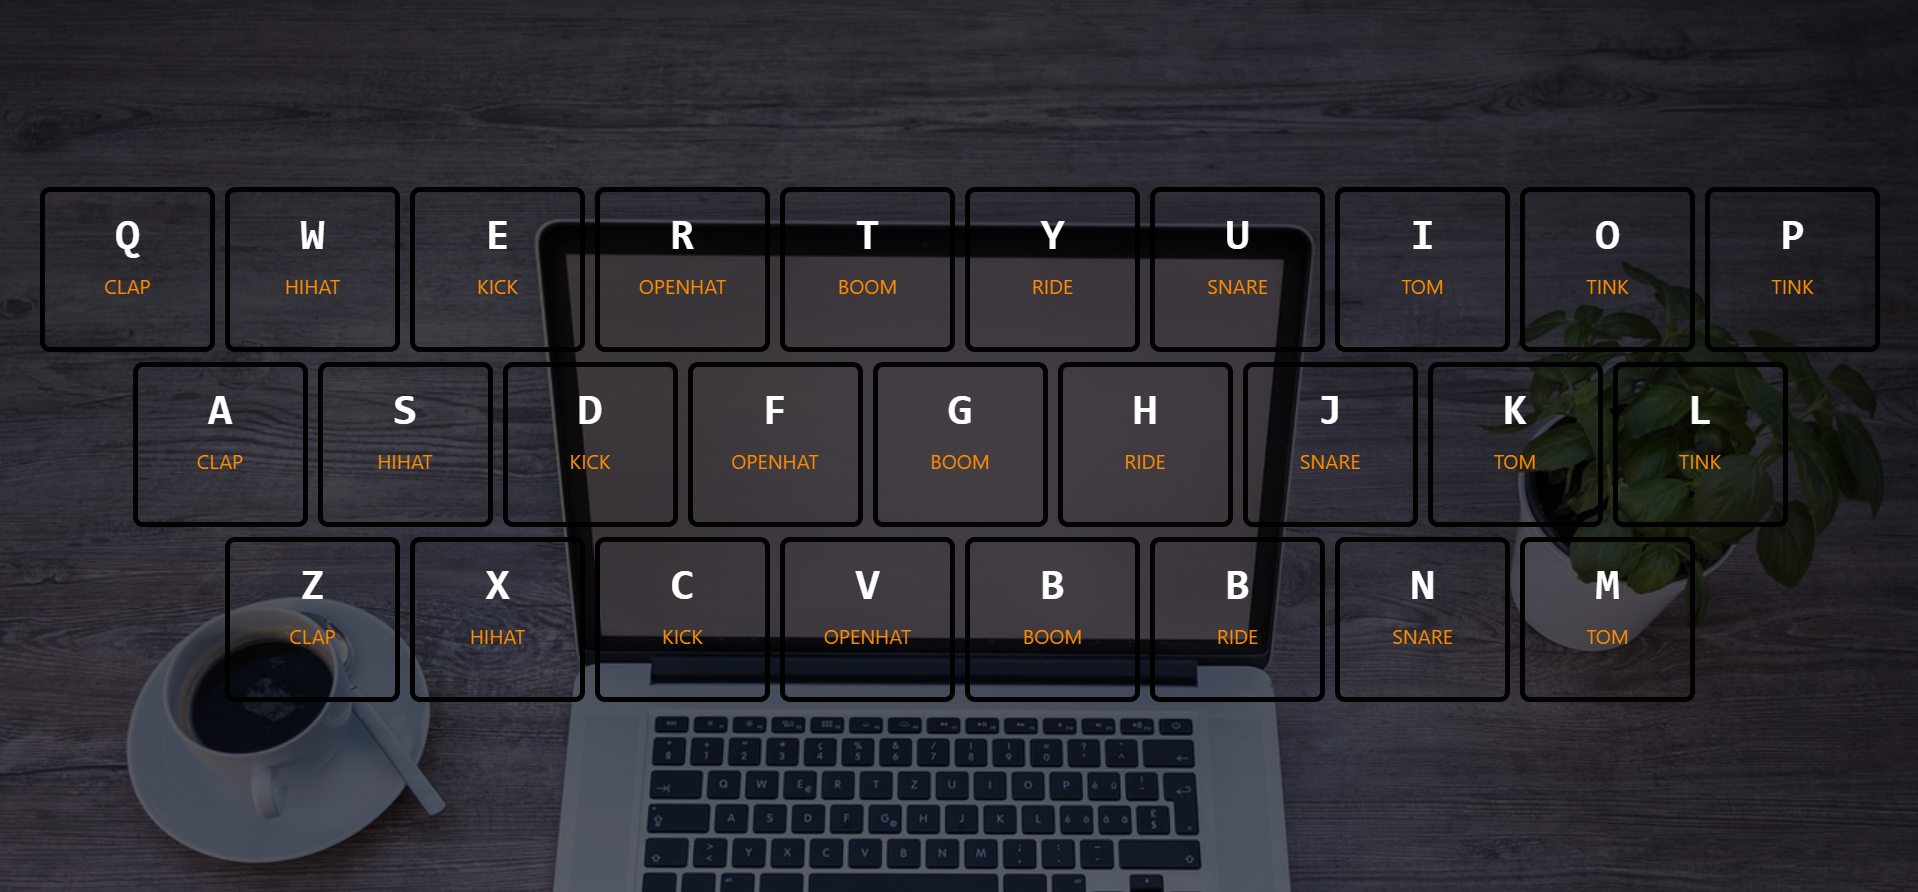 Q W E R T Y U I O P
CLAP HIHAT KICK OPENHAT BOOM RIDE SNARE TOM TINK TINK
A S D F G H J K L
CLAP HIHAT KICK OPENHAT BOOM RIDE SNARE TOM TINK
Z X C V B B N M
CLAP HIHAT KICK OPENHAT BOOM RIDE SNARE TOM
Q W E € R T Z U I O P è ü
A S D F G @ H J K L é ö à ä £ $
> < Y X C V B N M ; , : . - _